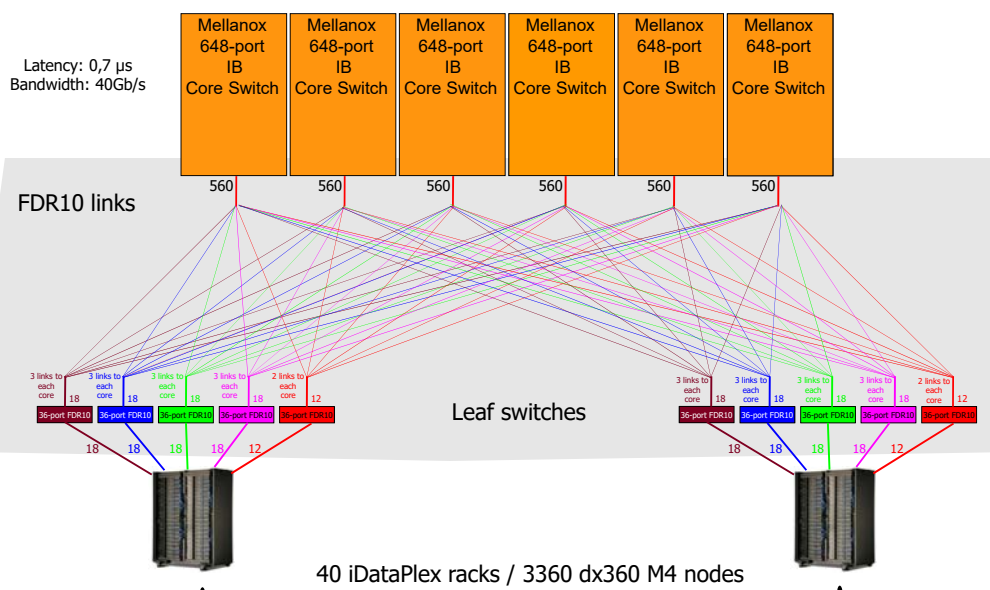 Mellanox
648-port
IB
Core Switch
Mellanox
648-port
IB
Core Switch
Mellanox
648-port
IB
Core Switch
Mellanox
648-port
IB
Core Switch
Mellanox
648-port
IB
Core Switch
Mellanox
648-port
IB
Core Switch
Latency: 0,7 µs
Bandwidth: 40Gb/s
560
560
560
560
560
560
FDR10 links
3 links to
each
core
18
3 links to
each
core
18
3 links to
each
core
18
3 links to
each
core
18
2 links to
each
core
12
3 links to
each
core
18
3 links to
each
core
18
3 links to
each
core
18
3 links to
each
core
18
2 links to
each
core
12
36-port FDR10
36-port FDR10
36-port FDR10
36-port FDR10
36-port FDR10
Leaf switches
36-port FDR10
36-port FDR10
36-port FDR10
36-port FDR10
36-port FDR10
18
18
18
18
12
18
18
18
18
12
40 iDataPlex racks / 3360 dx360 M4 nodes